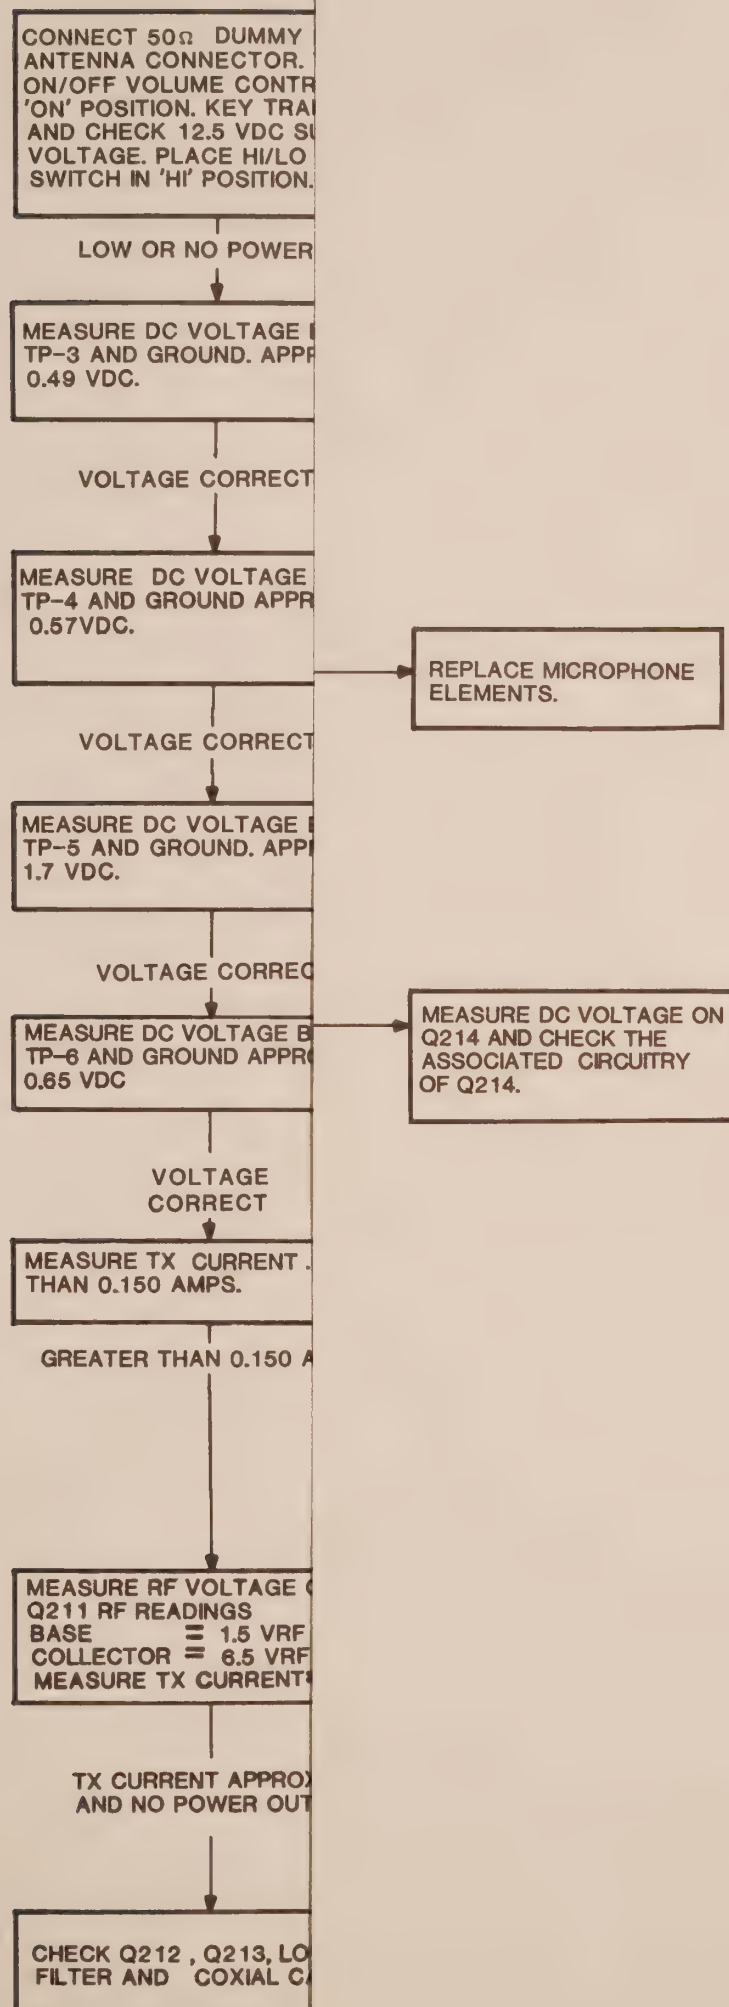 CONNECT 50Ω DUMMY
ANTENNA CONNECTOR.
ON/OFF VOLUME CONTR
'ON' POSITION. KEY TRA
AND CHECK 12.5 VDC SU
VOLTAGE. PLACE HI/LO
SWITCH IN 'HI' POSITION.
LOW OR NO POWER
MEASURE DC VOLTAGE
TP-3 AND GROUND. APP
0.49 VDC.
VOLTAGE CORRECT
MEASURE DC VOLTAGE
TP-4 AND GROUND APPR
0.57VDC.
VOLTAGE CORRECT
MEASURE DC VOLTAGE
TP-5 AND GROUND. APP
1.7 VDC.
VOLTAGE CORREC
MEASURE DC VOLTAGE B
TP-6 AND GROUND APPRO
0.65 VDC
VOLTAGE
CORRECT
MEASURE TX CURRENT .
THAN 0.150 AMPS.
GREATER THAN 0.150 A
MEASURE RF VOLTAGE
Q211 RF READINGS
BASE = 1.5 VRF
COLLECTOR = 6.5 VRF
MEASURE TX CURRENT
TX CURRENT APPROX
AND NO POWER OUT
CHECK Q212 , Q213, LO
FILTER AND COXIAL CA
REPLACE MICROPHONE
ELEMENTS.
MEASURE DC VOLTAGE ON
Q214 AND CHECK THE
ASSOCIATED CIRCUITRY
OF Q214.